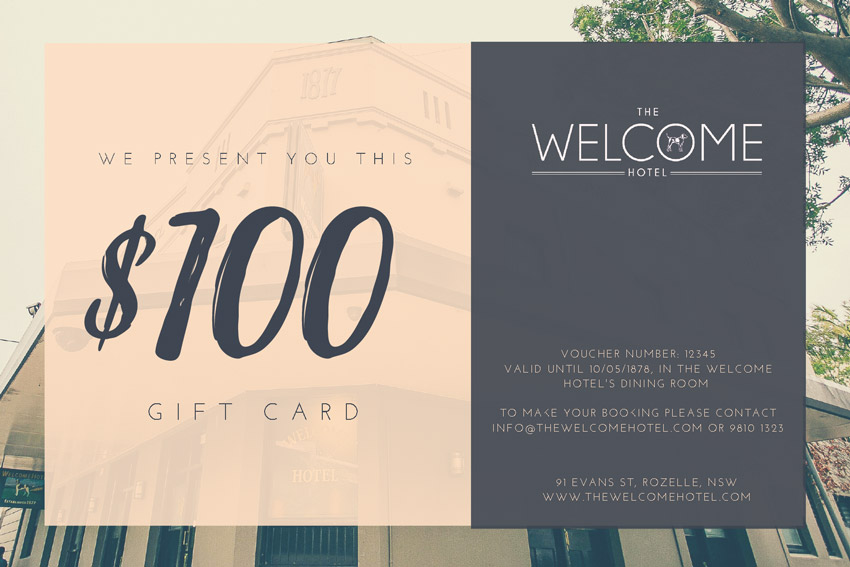 1877
WE PRESENT YOU THIS
$100
GIFT CARD
HOTEL
THE
WELCOME
HOTEL
VOUCHER NUMBER: 12345
VALID UNTIL 10/05/1878, IN THE WELCOME
HOTEL'S DINING ROOM
TO MAKE YOUR BOOKING PLEASE CONTACT
INFO@THEWELCOMEHOTEL.COM OR 9810 1323
91 EVANS ST, ROZELLE, NSW
WWW.THEWELCOMEHOTEL.COM